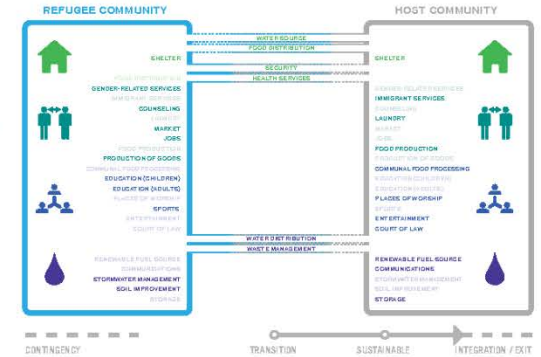 REFUGEE COMMUNITY
HOST COMMUNITY
WATER SOURCE
FOOD DISTRIBUTION
SECURITY
HEALTH SERVICES
SHELTER
FOOD DISTRIBUTION
GENDER-RELATED SERVICES
IMMIGRANT SERVICES
COUNSELING
LAUNDRY
MARKET
JOBS
FOOD PRODUCTION
PRODUCTION OF GOODS
COMMUNAL FOOD PROCESSING
EDUCATION (CHILDREN)
EDUCATION (ADULTS)
PLACES OF WORSHIP
SPORTS
ENTERTAINMENT
COURT OF LAW
WATER DISTRIBUTION
WASTE MANAGEMENT
RENEWABLE FUEL SOURCE
COMMUNICATIONS
STORMWATER MANAGEMENT
SOIL IMPROVEMENT
STORAGE
SHELTER
GENDER-RELATED SERVICES
IMMIGRANT SERVICES
COUNSELING
LAUNDRY
MARKET
JOBS
FOOD PRODUCTION
PRODUCTION OF GOODS
COMMUNAL FOOD PROCESSING
EDUCATION (CHILDREN)
EDUCATION (ADULTS)
PLACES OF WORSHIP
SPORTS
ENTERTAINMENT
COURT OF LAW
RENEWABLE FUEL SOURCE
COMMUNICATIONS
STORMWATER MANAGEMENT
SOIL IMPROVEMENT
STORAGE
CONTINGENCY
TRANSITION
SUSTAINABLE
INTEGRATION / EXIT